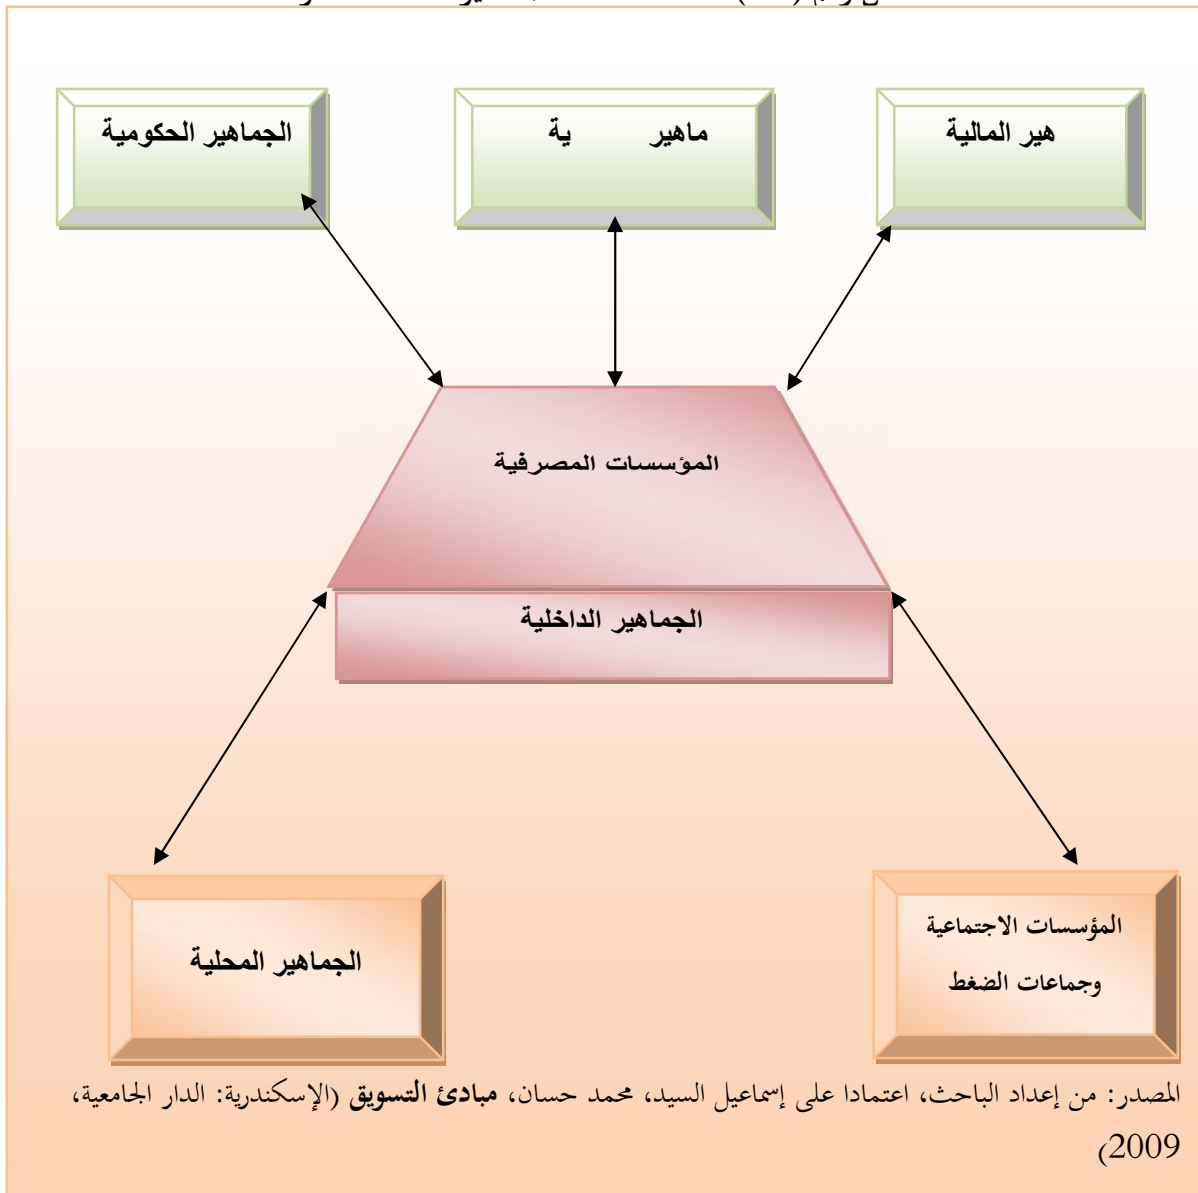 هير المالية
ماهير ية
الجماهير الحكومية
المؤسسات المصرفية
الجماهير الداخلية
المؤسسات الاجتماعية
وجماعات الضغط
الجماهير المحلية
المصدر: من إعداد الباحث، اعتمادا على إسماعيل السيد، محمد حسان، مبادئ التسويق (الإسكندرية: الدار الجامعية،
2009)